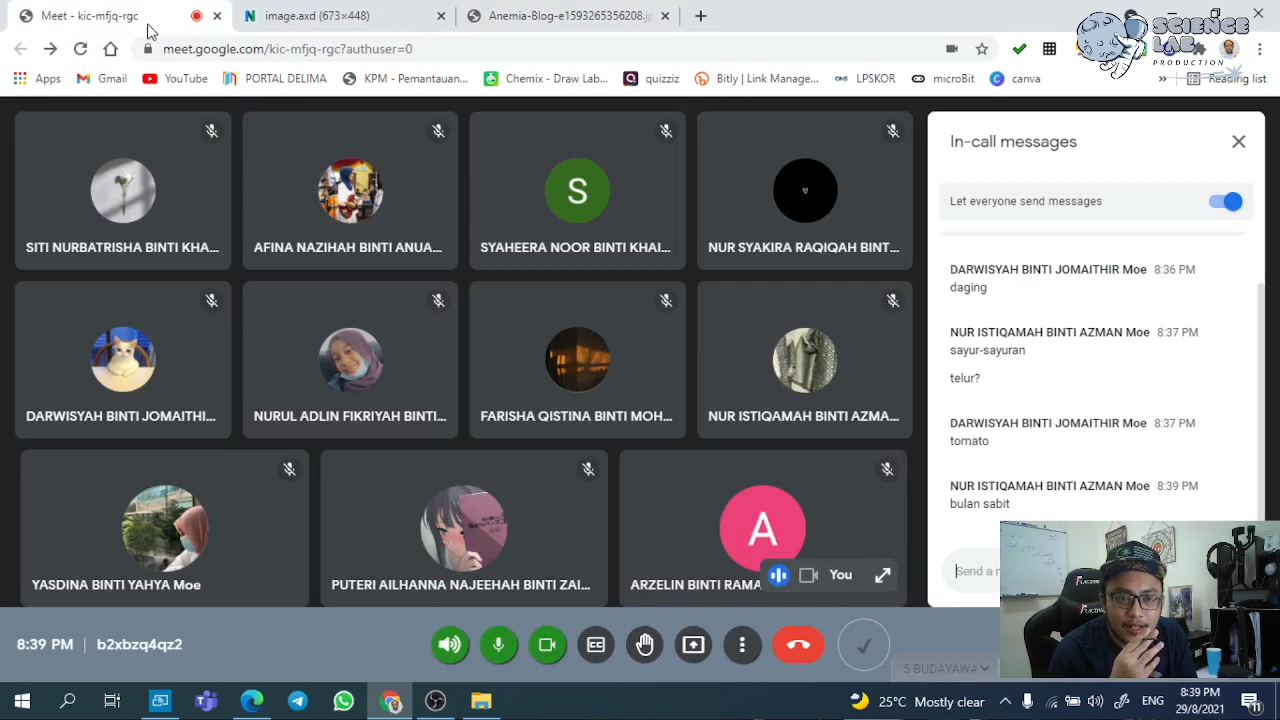 Meet - kic-mfjq-rgc
image.axd (673×448)
Anemia-Blog-e1593265356208.j
SCIENCE
LAB
PRODUCTION
meet.google.com/kic-mfjq-rgc?authuser=0
Apps
Gmail
YouTube
PORTAL DELIMA
KPM - Pemantauan...
Chemix - Draw Lab...
quizziz
Bitly | Link Manage...
LPSKOR
microBit
canva
Reading list
SITI NURBATRISHA BINTI KHA...
AFINA NAZIHAH BINTI ANUA...
S
SYAHEERA NOOR BINTI KHAI...
NUR SYAKIRA RAQIQAH BINT...
DARWISYAH BINTI JOMAITHI...
NURUL ADLIN FIKRIYAH BINTI...
FARISHA QISTINA BINTI MOH...
NUR ISTIQAMAH BINTI AZMA...
YASDINA BINTI YAHYA Moe
PUTERI AILHANNA NAJEEHAH BINTI ZAI...
A
ARZELIN BINTI RAMA
You
In-call messages
Let everyone send messages
DARWISYAH BINTI JOMAITHIR Moe 8:36 PM
daging
NUR ISTIQAMAH BINTI AZMAN Moe 8:37 PM
sayur-sayuran
telur?
DARWISYAH BINTI JOMAITHIR Moe 8:37 PM
tomato
NUR ISTIQAMAH BINTI AZMAN Moe 8:39 PM
bulan sabit
Send a
8:39 PM | b2xbzq4qz2
S BUDAYAWA
25°C Mostly clear
ENG
8:39 PM
29/8/2021
11